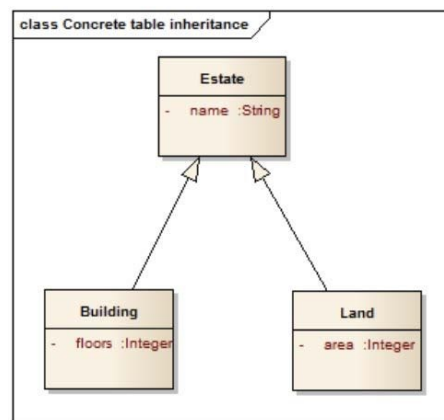 class Concrete table inheritance
Estate
- name :String
Building
- floors :Integer
Land
- area :Integer